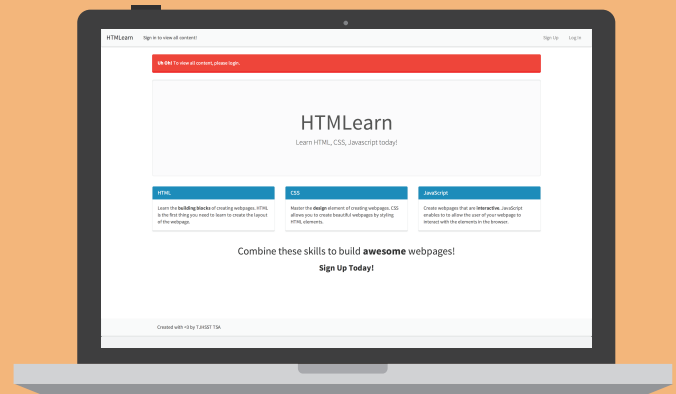 HTMLearn Sign in to view all content! Sign Up Log In
Uh Oh! To view all content, please login.
HTMLearn
Learn HTML, CSS, Javascript today!
HTML
Learn the building blocks of creating webpages. HTML
is the first thing you need to learn to create the layout
of the webpage.
CSS
Master the design element of creating webpages. CSS
allows you to create beautiful webpages by styling
HTML elements.
JavaScript
Create webpages that are interactive. JavaScript
enables to to allow the user of your webpage to
interact with the elements in the browser.
Combine these skills to build awesome webpages!
Sign Up Today!
Created with <3 by TJHSST TSA